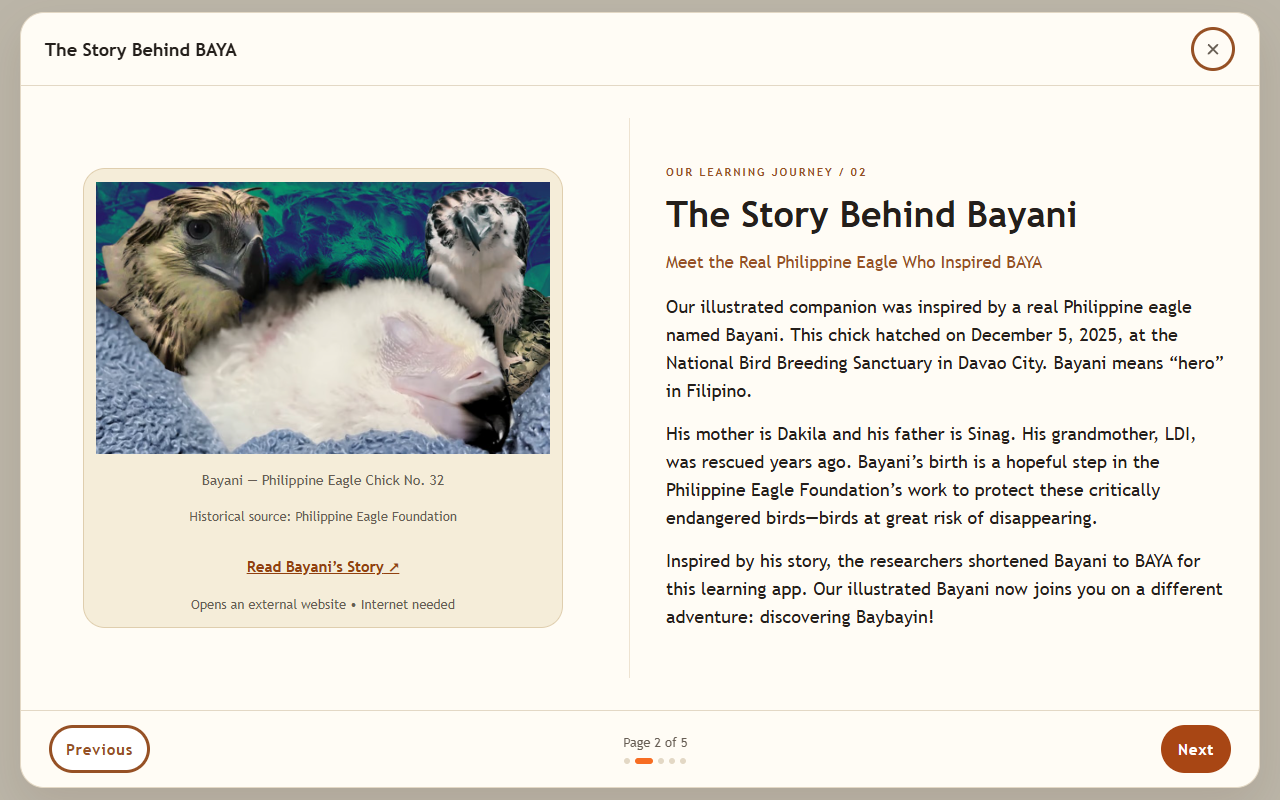 The Story Behind BAYA
Bayani — Philippine Eagle Chick No. 32
Historical source: Philippine Eagle Foundation
Read Bayani’s Story ↗
Opens an external website • Internet needed
OUR LEARNING JOURNEY / 02
The Story Behind Bayani
Meet the Real Philippine Eagle Who Inspired BAYA
Our illustrated companion was inspired by a real Philippine eagle
named Bayani. This chick hatched on December 5, 2025, at the
National Bird Breeding Sanctuary in Davao City. Bayani means “hero”
in Filipino.
His mother is Dakila and his father is Sinag. His grandmother, LDI,
was rescued years ago. Bayani’s birth is a hopeful step in the
Philippine Eagle Foundation’s work to protect these critically
endangered birds—birds at great risk of disappearing.
Inspired by his story, the researchers shortened Bayani to BAYA for
this learning app. Our illustrated Bayani now joins you on a different
adventure: discovering Baybayin!
Previous
Page 2 of 5
Next